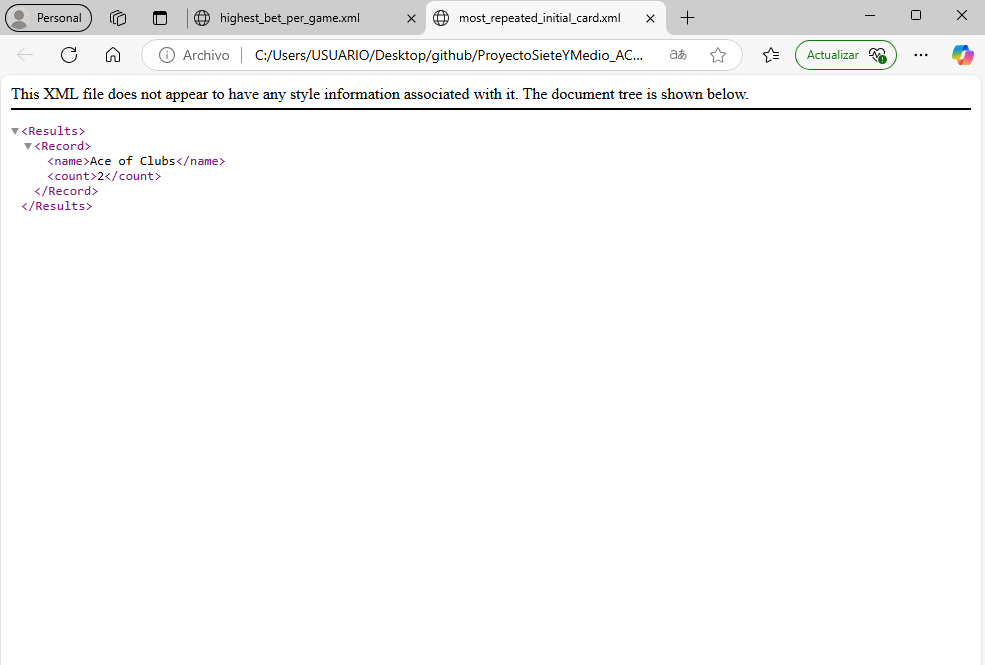 Personal
highest_bet_per_game.xml
most_repeated_initial_card.xml
Archivo
C:/Users/USUARIO/Desktop/github/ProyectoSieteYMedio_AC...
aあ
Actualizar
This XML file does not appear to have any style information associated with it. The document tree is shown below.
<Results>
<Record>
<name>Ace of Clubs</name>
<count>2</count>
</Record>
</Results>